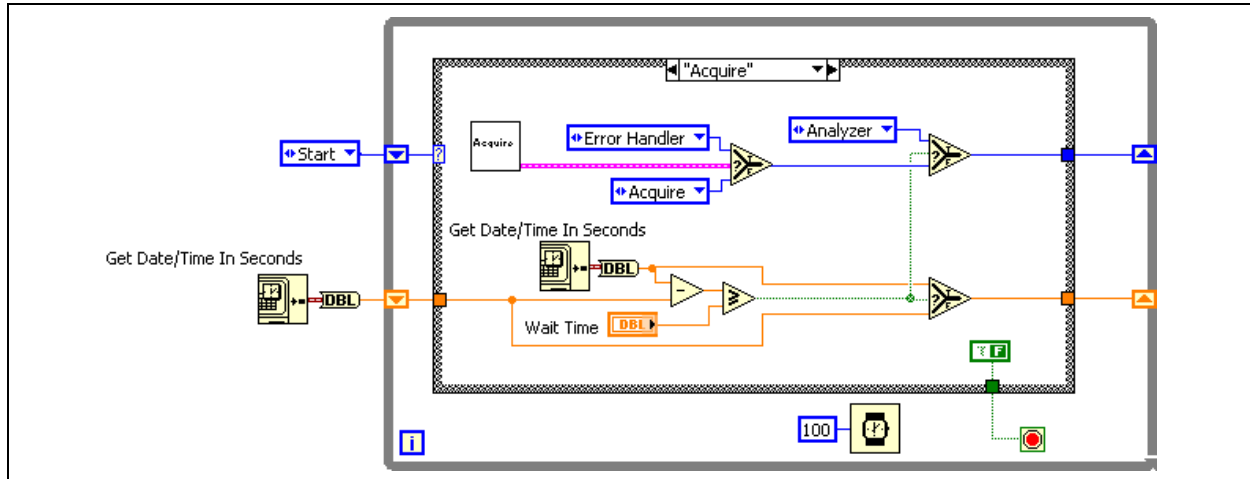 "Acquire"
Start
Acquire
Error Handler
Analyzer
Acquire
Get Date/Time In Seconds
DBL
Get Date/Time In Seconds
DBL
Wait Time
DBL
?
?
?
T
F
T
F
T
F
-
≥
F
100
i